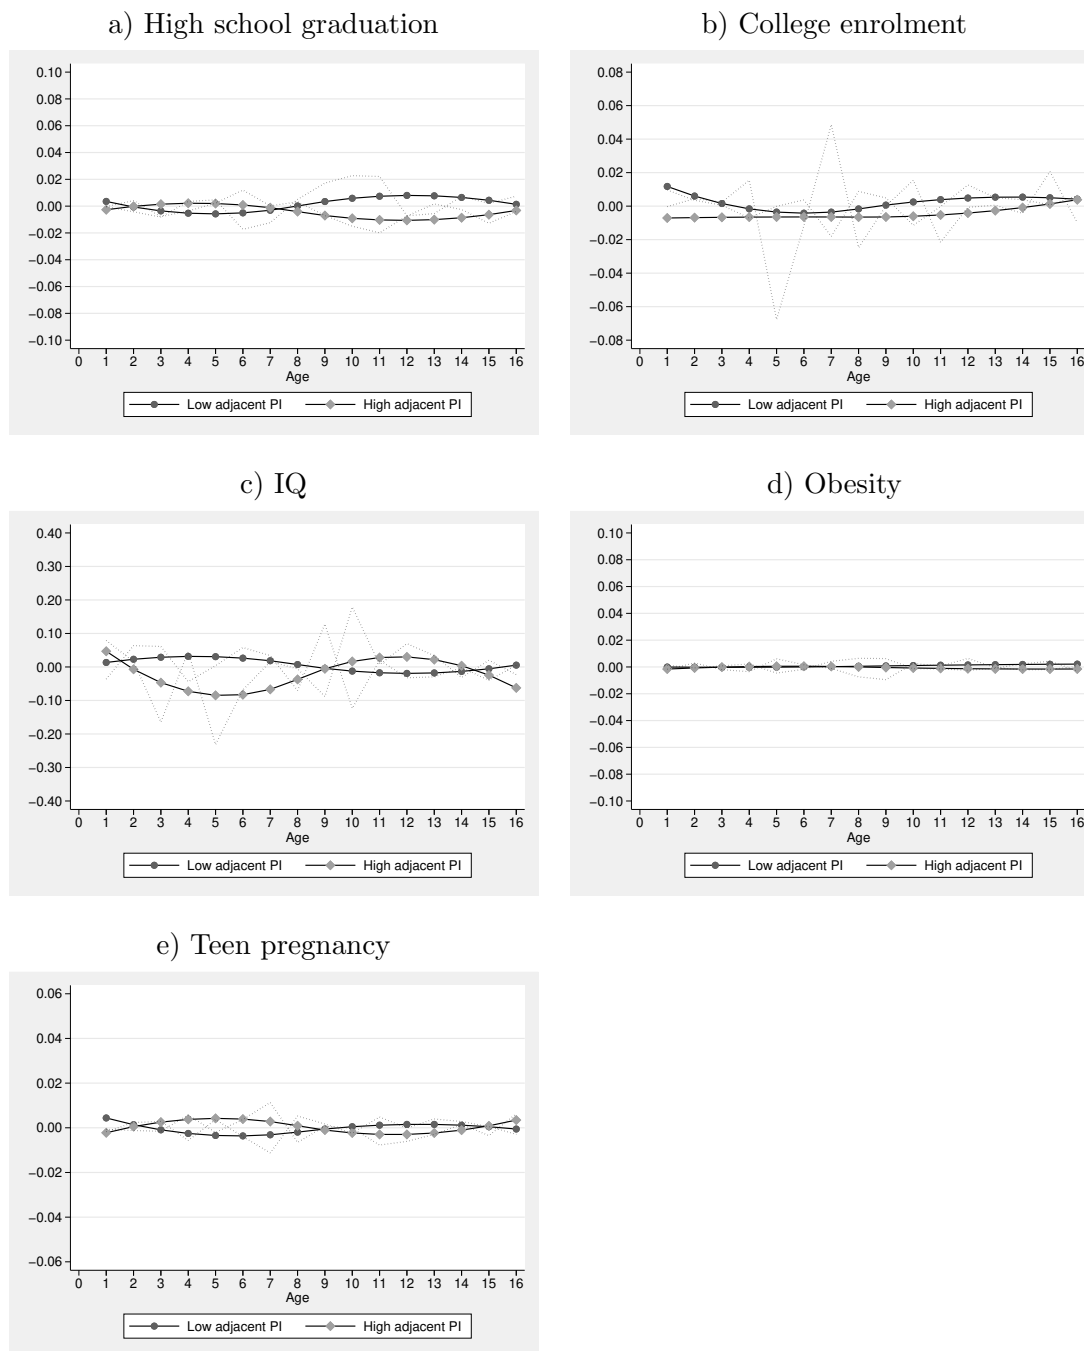 a) High school graduation
0.10
0.08
0.06
0.04
0.02
0.00
−0.02
−0.04
−0.06
−0.08
−0.10
0 1 2 3 4 5 6 7 8 9 10 11 12 13 14 15 16
Age
Low adjacent PI High adjacent PI
b) College enrolment
0.08
0.06
0.04
0.02
0.00
−0.02
−0.04
−0.06
−0.08
0 1 2 3 4 5 6 7 8 9 10 11 12 13 14 15 16
Age
Low adjacent PI High adjacent PI
c) IQ
0.40
0.30
0.20
0.10
0.00
−0.10
−0.20
−0.30
−0.40
0 1 2 3 4 5 6 7 8 9 10 11 12 13 14 15 16
Age
Low adjacent PI High adjacent PI
d) Obesity
0.10
0.08
0.06
0.04
0.02
0.00
−0.02
−0.04
−0.06
−0.08
−0.10
0 1 2 3 4 5 6 7 8 9 10 11 12 13 14 15 16
Age
Low adjacent PI High adjacent PI
e) Teen pregnancy
0.06
0.04
0.02
0.00
−0.02
−0.04
−0.06
0 1 2 3 4 5 6 7 8 9 10 11 12 13 14 15 16
Age
Low adjacent PI High adjacent PI